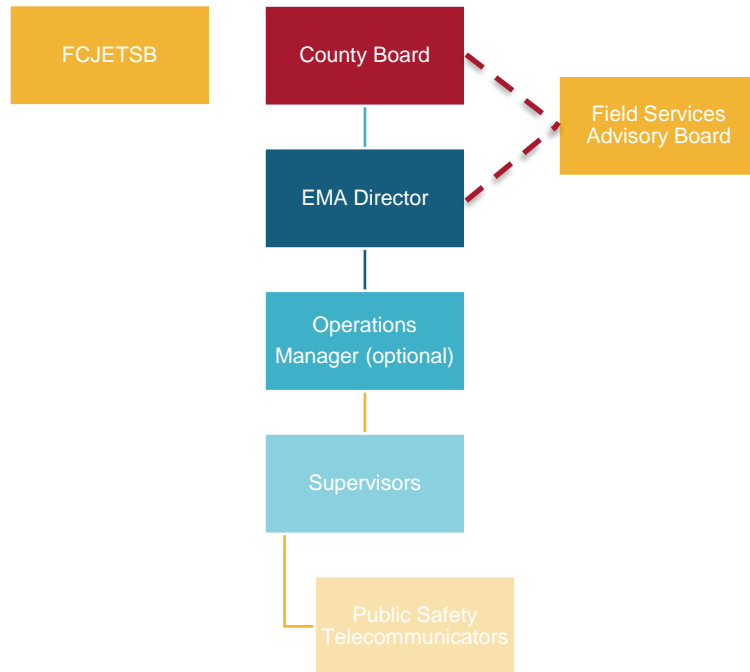 FCJETSB
County Board
Field Services
Advisory Board
EMA Director
Operations
Manager (optional)
Supervisors
Public Safety
Telecommunicators